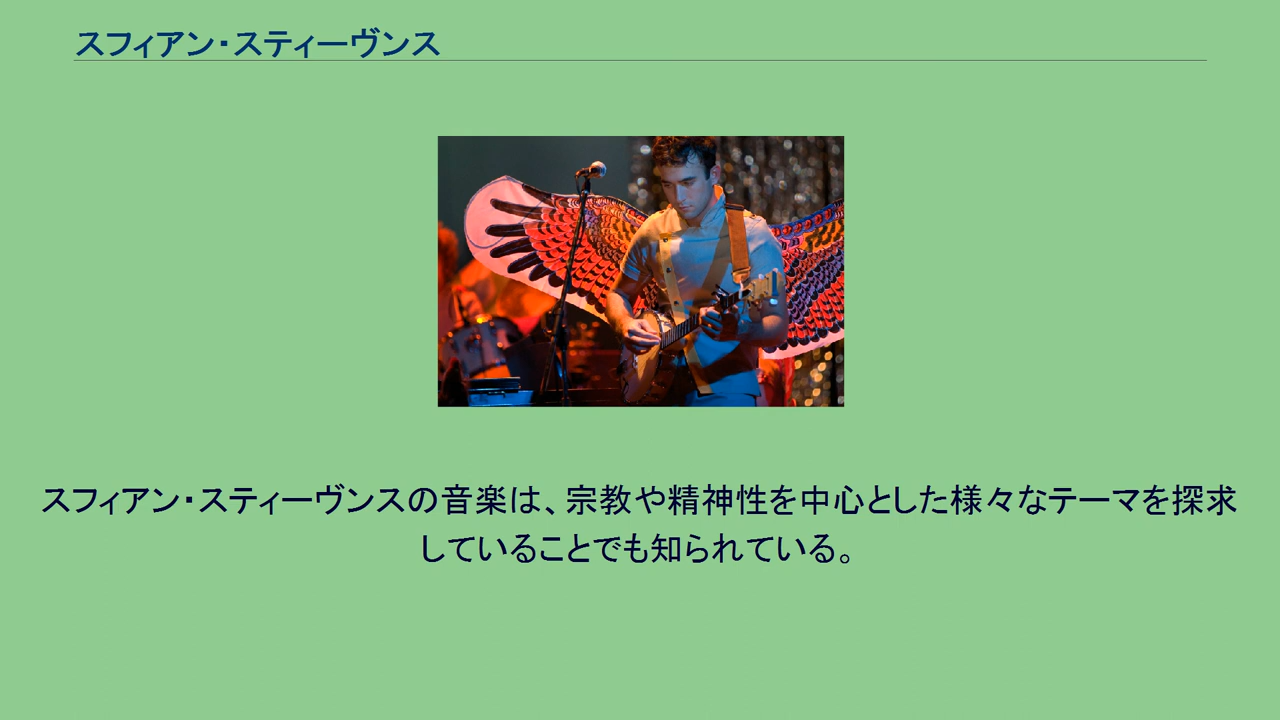 スフィアン・スティーヴンス
スフィアン・スティーヴンスの音楽は、宗教や精神性を中心とした様々なテーマを探求
していることでも知られている。